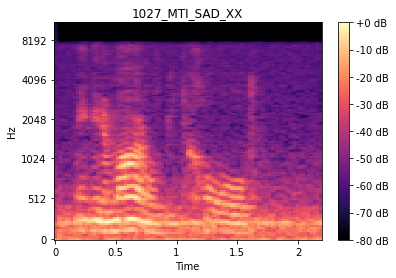 1027_MTI_SAD_XX
+0 dB
8192
-10 dB
-20 dB
4096
-30 dB
Hz
2048
-40 dB
1024
-50 dB
512
-60 dB
-70 dB
0
-80 dB
0 0.5 1 1.5 2
Time